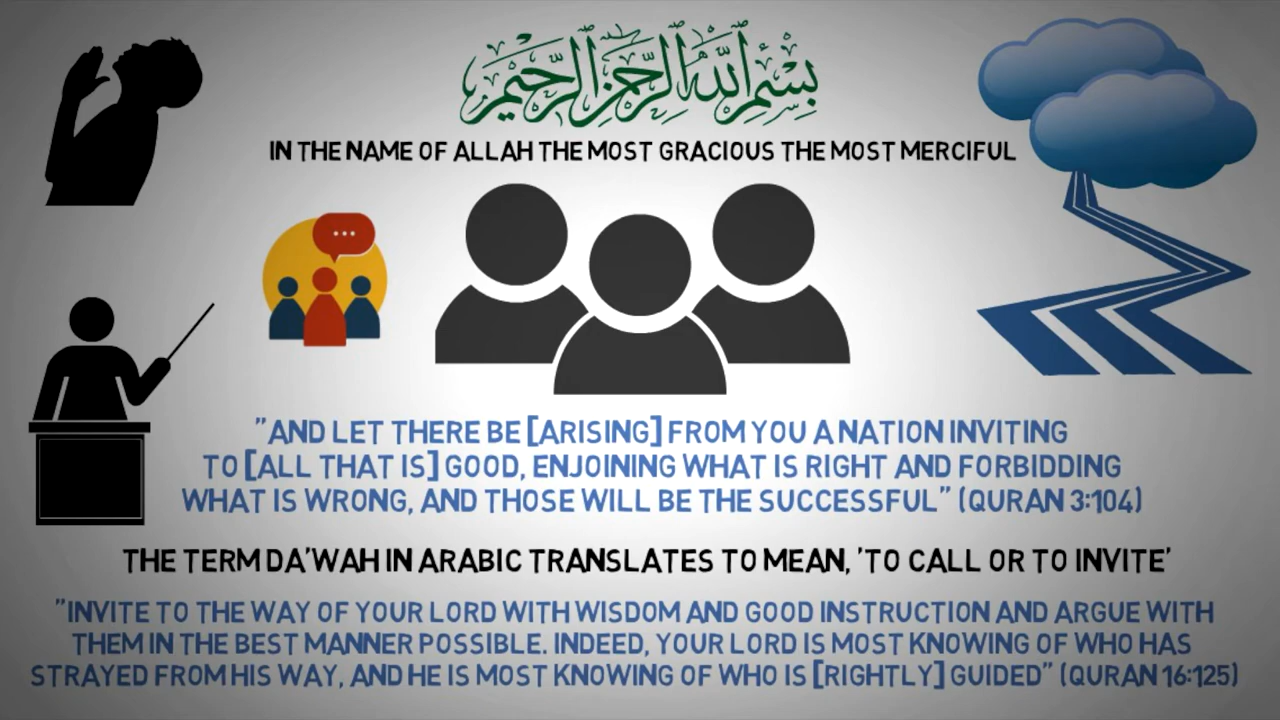 بِسْمِ اللَّهِ الرَّحْمَٰنِ الرَّحِيمِ
IN THE NAME OF ALLAH THE MOST GRACIOUS THE MOST MERCIFUL
"AND LET THERE BE [ARISING] FROM YOU A NATION INVITING
TO [ALL THAT IS] GOOD, ENJOINING WHAT IS RIGHT AND FORBIDDING
WHAT IS WRONG, AND THOSE WILL BE THE SUCCESSFUL" (QURAN 3:104)
THE TERM DA'WAH IN ARABIC TRANSLATES TO MEAN, 'TO CALL OR TO INVITE'
"INVITE TO THE WAY OF YOUR LORD WITH WISDOM AND GOOD INSTRUCTION AND ARGUE WITH
THEM IN THE BEST MANNER POSSIBLE. INDEED, YOUR LORD IS MOST KNOWING OF WHO HAS
STRAYED FROM HIS WAY, AND HE IS MOST KNOWING OF WHO IS [RIGHTLY] GUIDED" (QURAN 16:125)